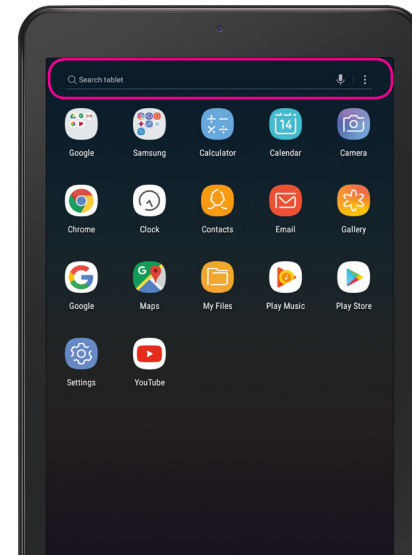 Search tablet
Google Samsung Calculator Calendar Camera
14
Chrome Clock Contacts Email Gallery
Google Maps My Files Play Music Play Store
Settings YouTube